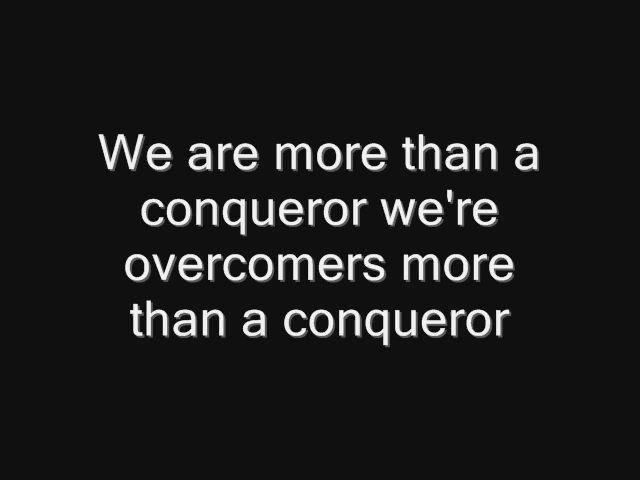 We are more than a
conqueror we're
overcomers more
than a conqueror